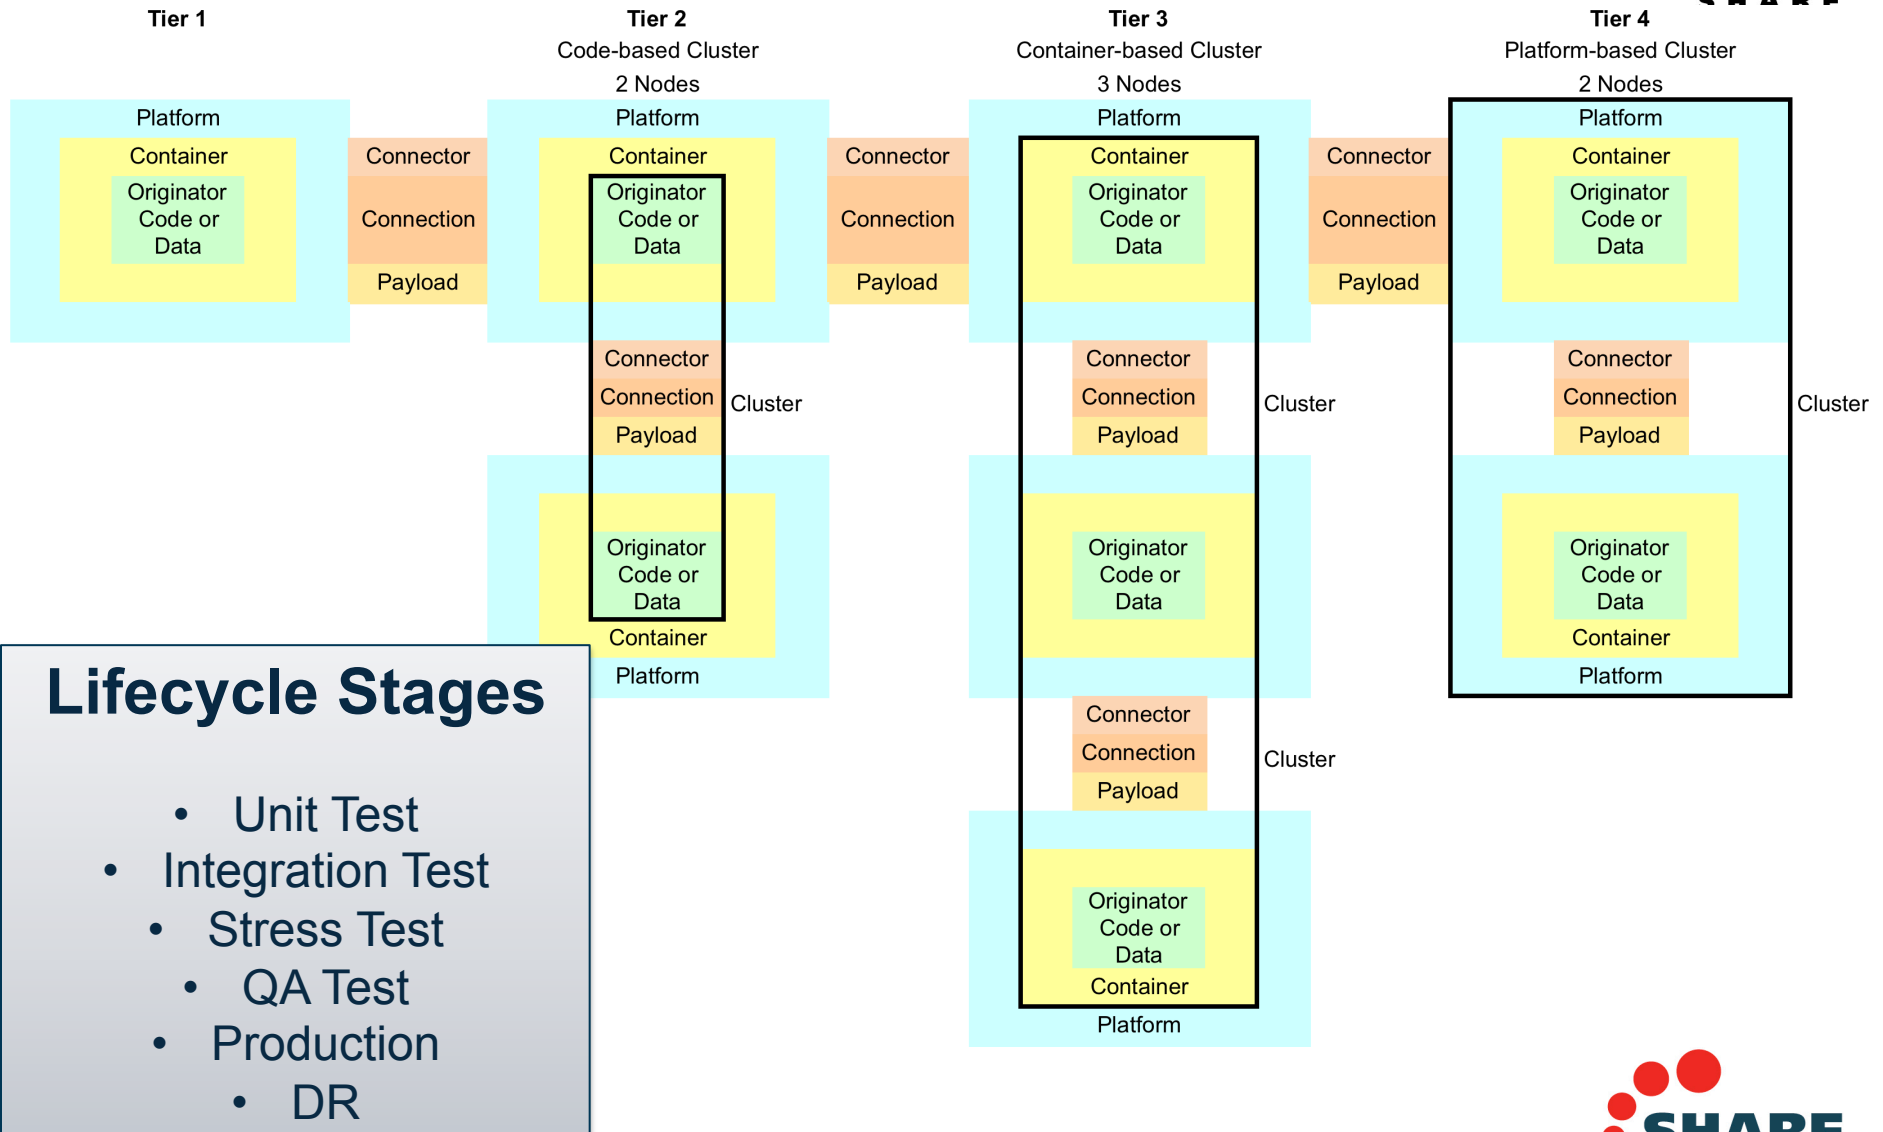 SHARE
Tier 1
Tier 2
Code-based Cluster
2 Nodes
Tier 3
Container-based Cluster
3 Nodes
Tier 4
Platform-based Cluster
2 Nodes
Platform
Container
Originator
Code or
Data
Connector
Connection
Payload
Platform
Container
Originator
Code or
Data
Connector
Connection
Payload
Cluster
Originator
Code or
Data
Container
Platform
Connector
Connection
Payload
Platform
Container
Originator
Code or
Data
Connector
Connection
Payload
Cluster
Originator
Code or
Data
Connector
Connection
Payload
Cluster
Originator
Code or
Data
Container
Platform
Connector
Connection
Payload
Platform
Container
Originator
Code or
Data
Connector
Connection
Payload
Cluster
Originator
Code or
Data
Container
Platform
Lifecycle Stages
• Unit Test
• Integration Test
• Stress Test
• QA Test
• Production
• DR
SHARE